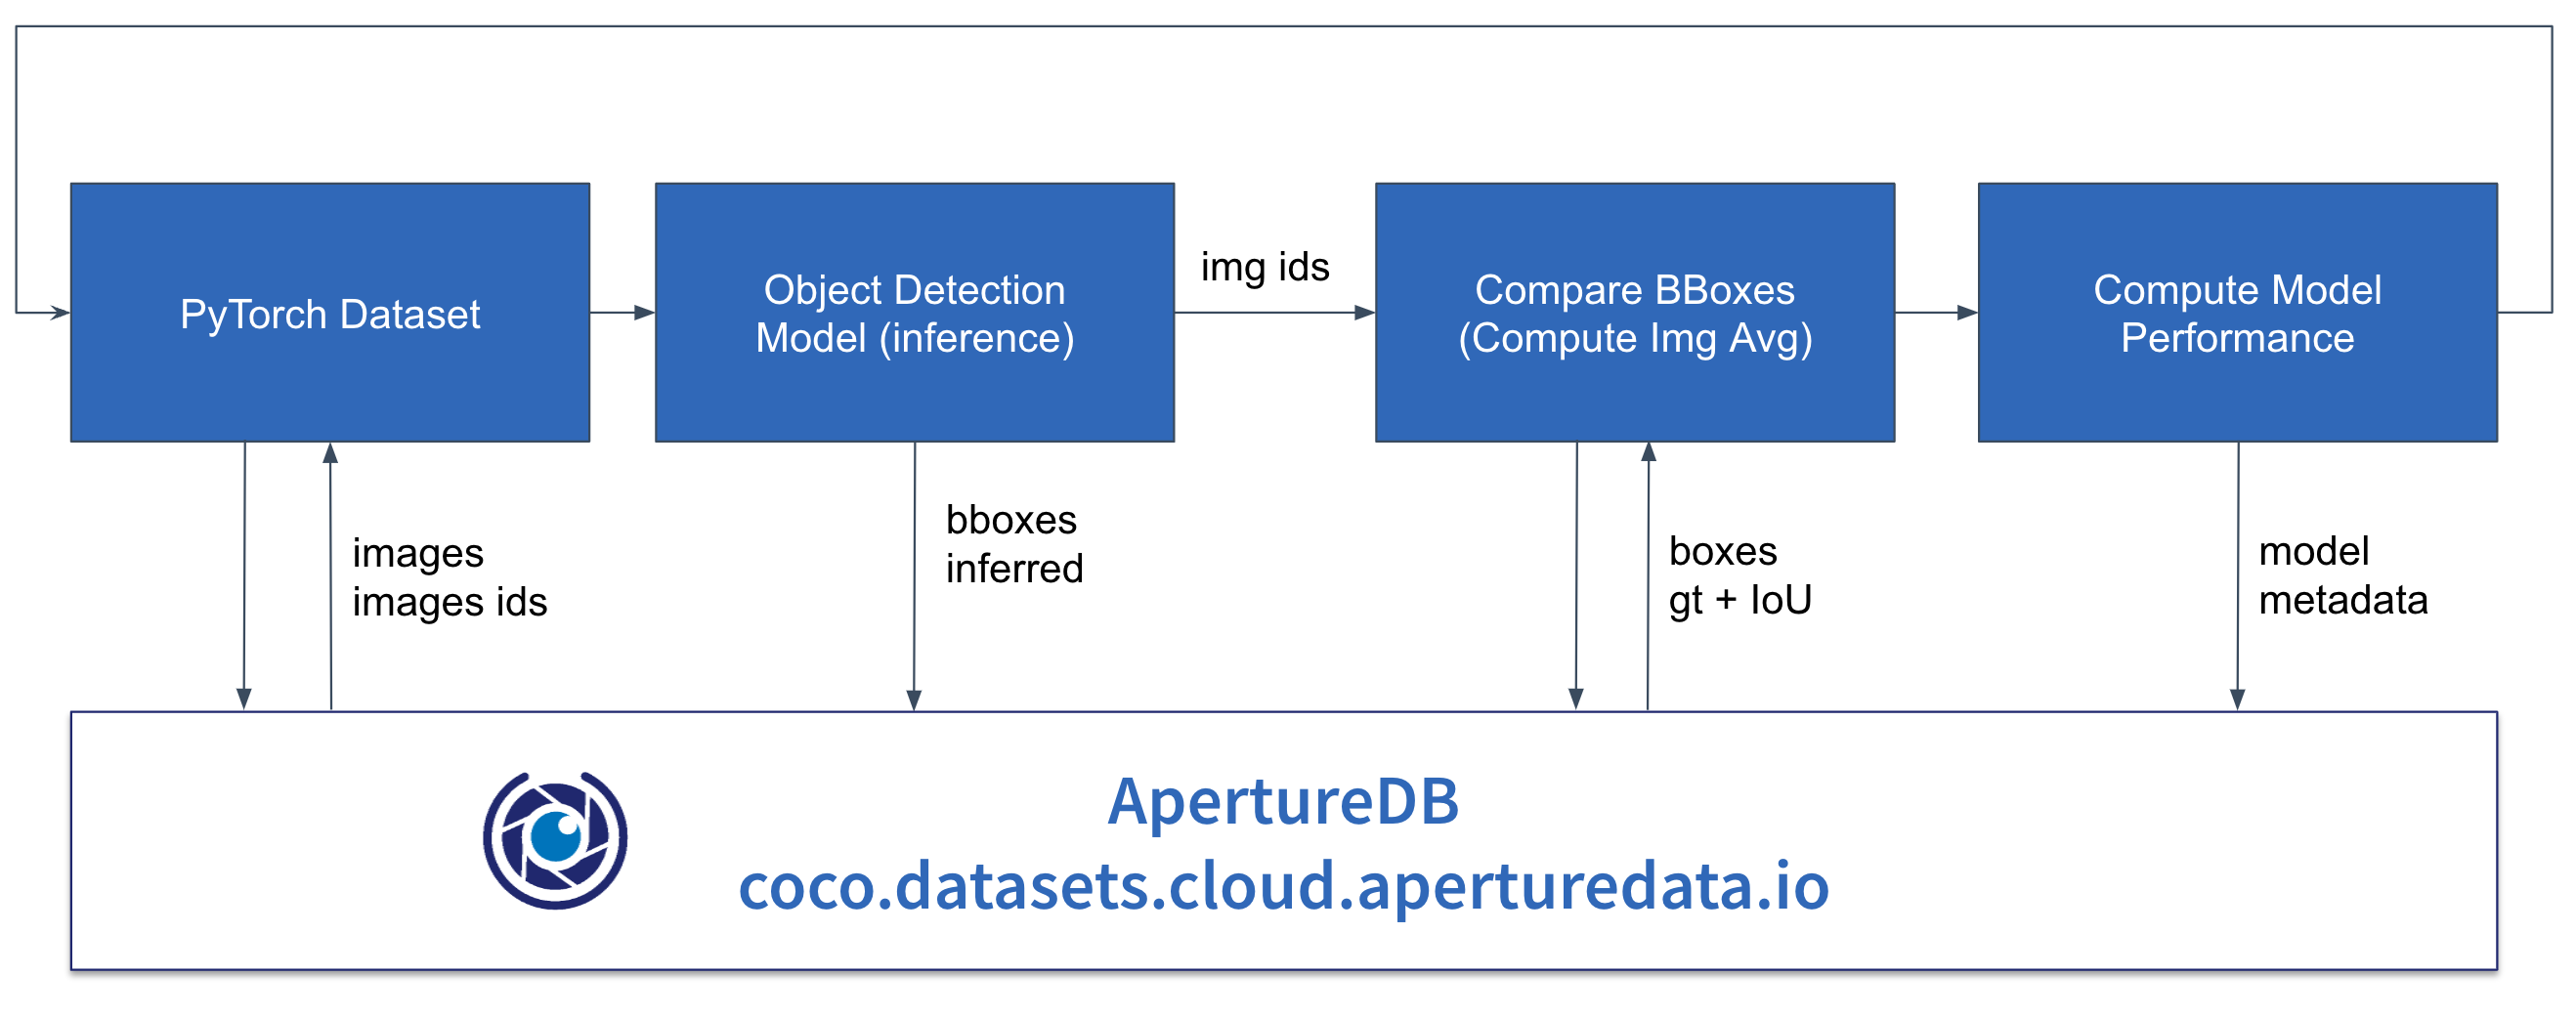 PyTorch Dataset
Object Detection
Model (inference)
img ids
Compare BBoxes
(Compute Img Avg)
Compute Model
Performance
images
images ids
bboxes
inferred
boxes
gt + IoU
model
metadata
ApertureDB
coco.datasets.cloud.aperturedata.io